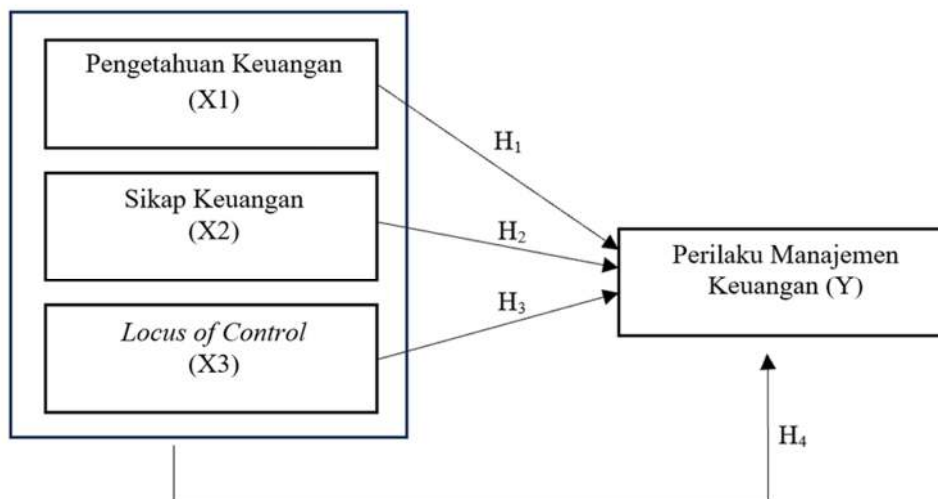 Pengetahuan Keuangan
(X1)
H₁
Sikap Keuangan
(X2)
H₂
Perilaku Manajemen
Keuangan (Y)
H₃
Locus of Control
(X3)
H₄